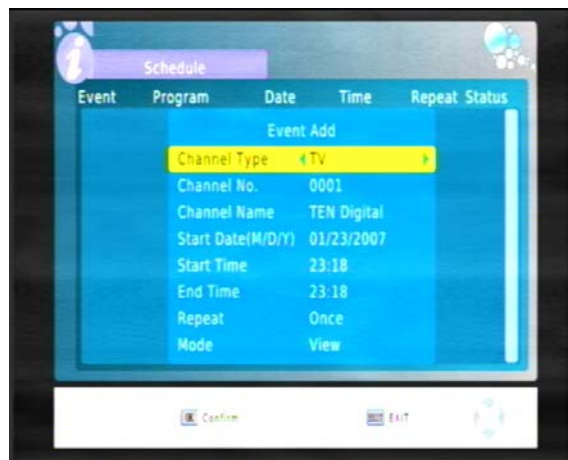 Schedule
Event Program Date Time Repeat Status
Event Add
Channel Type TV
Channel No. 0001
Channel Name TEN Digital
Start Date(M/D/Y) 01/23/2007
Start Time 23:18
End Time 23:18
Repeat Once
Mode View
OK Confirm EXIT EXIT